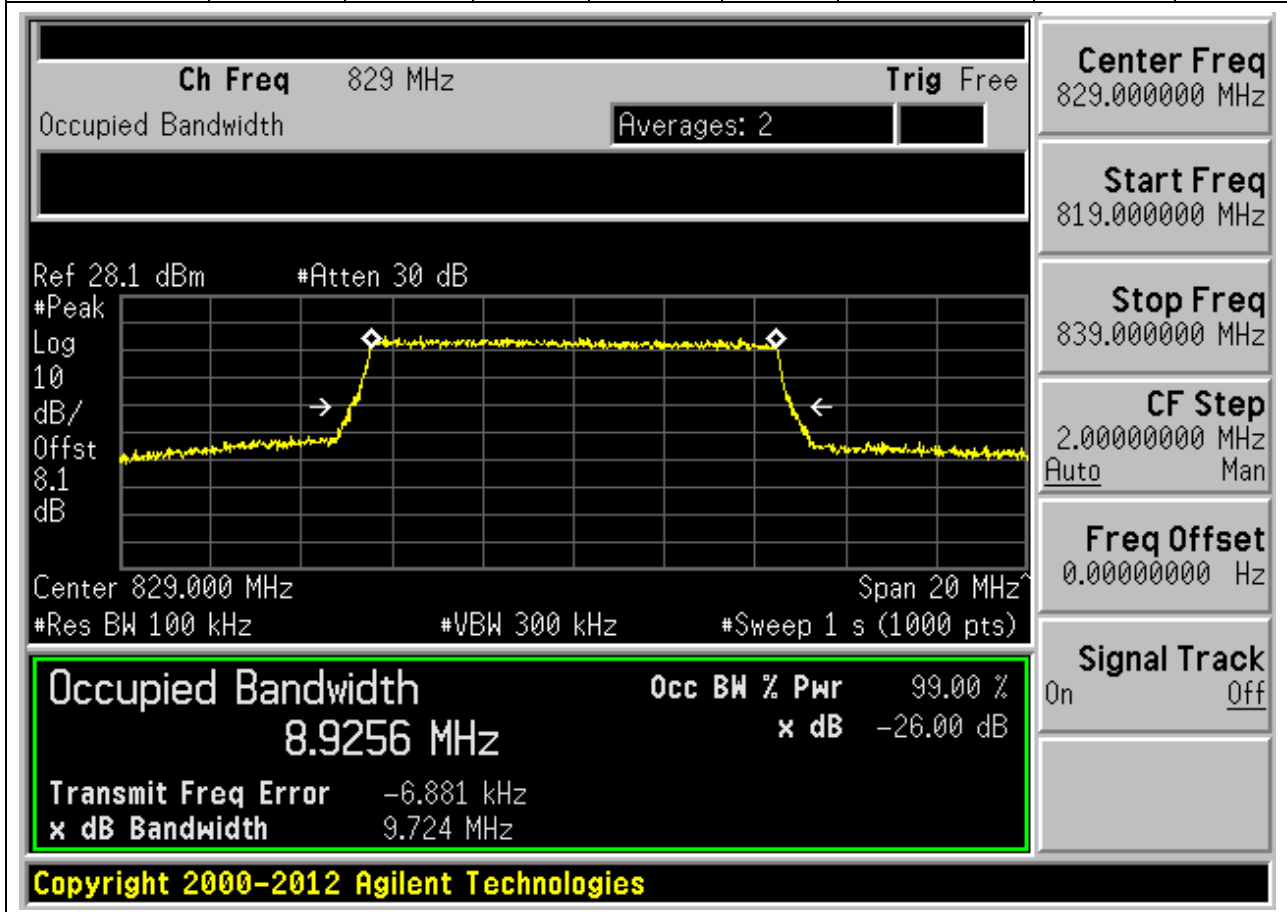 Ch Freq 829 MHz Trig Free
Occupied Bandwidth Averages: 2
Ref 28.1 dBm #Atten 30 dB
#Peak
Log
10
dB/
Offst
8.1
dB
Center 829.000 MHz Span 20 MHz^
#Res BW 100 kHz #VBW 300 kHz #Sweep 1 s (1000 pts)
Occupied Bandwidth Occ BW % Pwr 99.00 %
8.9256 MHz x dB -26.00 dB
Transmit Freq Error -6.881 kHz
x dB Bandwidth 9.724 MHz
Copyright 2000-2012 Agilent Technologies
Center Freq
829.000000 MHz
Start Freq
819.000000 MHz
Stop Freq
839.000000 MHz
CF Step
2.00000000 MHz
Auto Man
Freq Offset
0.00000000 Hz
Signal Track
On Off